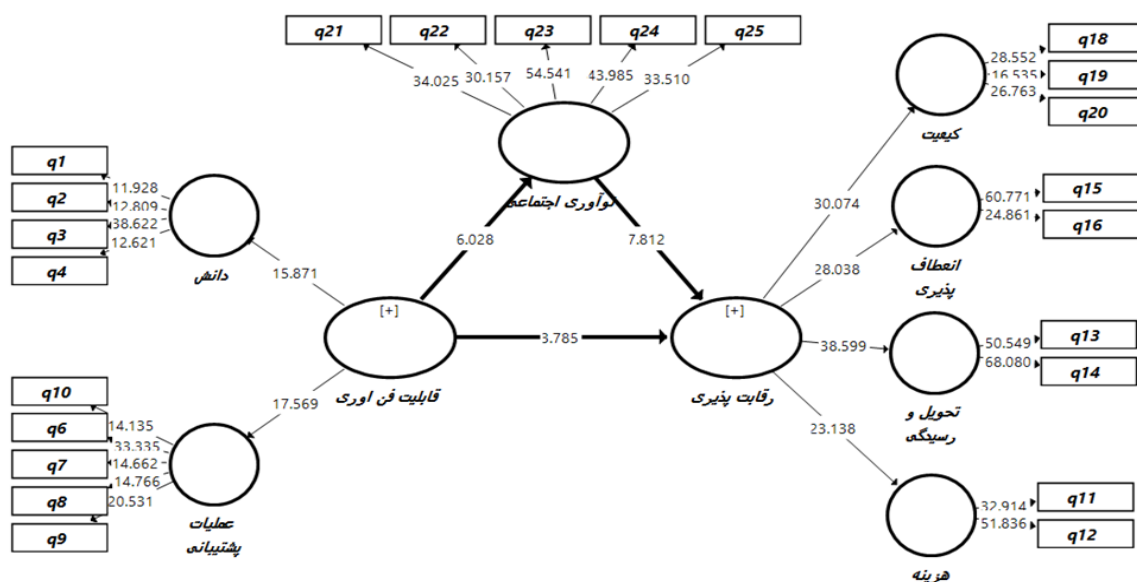 q21
q22
q23
q24
q25
34.025
30.157
54.541
43.985
33.510
نوآوری اجتماعی
q18
q19
q20
28.552
16.535
26.763
کیفیت
q1
q2
q3
q4
11.928
12.809
38.622
12.621
دانش
q15
q16
60.771
24.861
انعطاف
پذیری
6.028
7.812
30.074
28.038
15.871
[+]
قابلیت فن اوری
3.785
[+]
رقابت پذیری
38.599
q13
q14
50.549
68.080
تحویل و
رسیدگی
17.569
23.138
q10
q6
q7
q8
q9
14.135
33.335
14.662
14.766
20.531
عملیات
پشتیبانی
q11
q12
32.914
51.836
هزینه